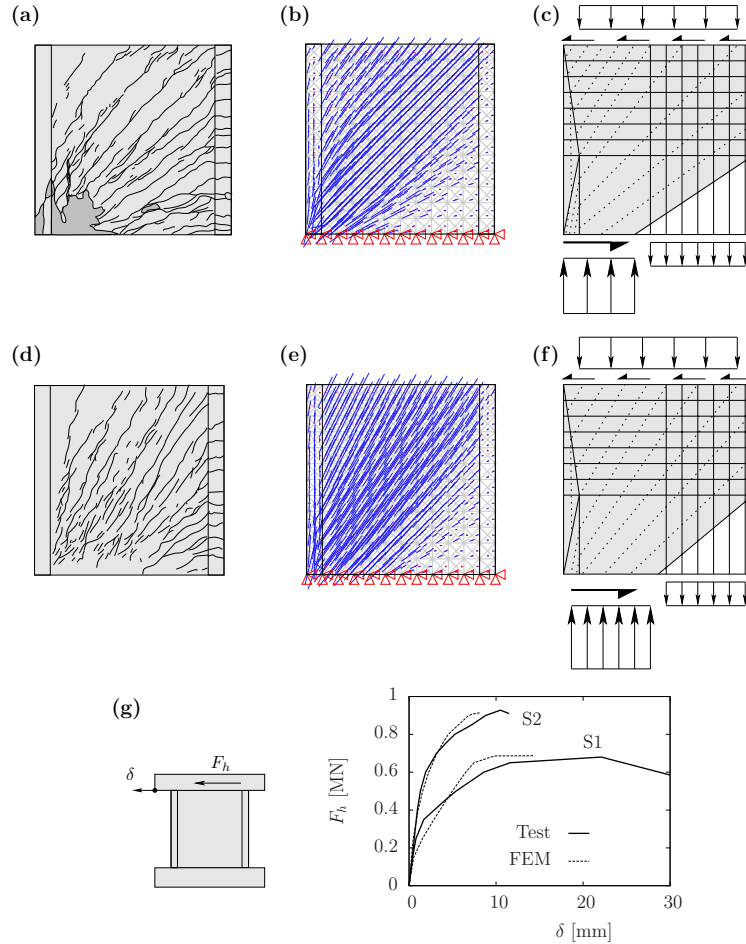 (a)
(b)
(c)
(d)
(e)
(f)
(g)
δ
F_h
F_h [MN]
1
0.8
0.6
0.4
0.2
0
S2
S1
Test
FEM
0 10 20 30
δ [mm]